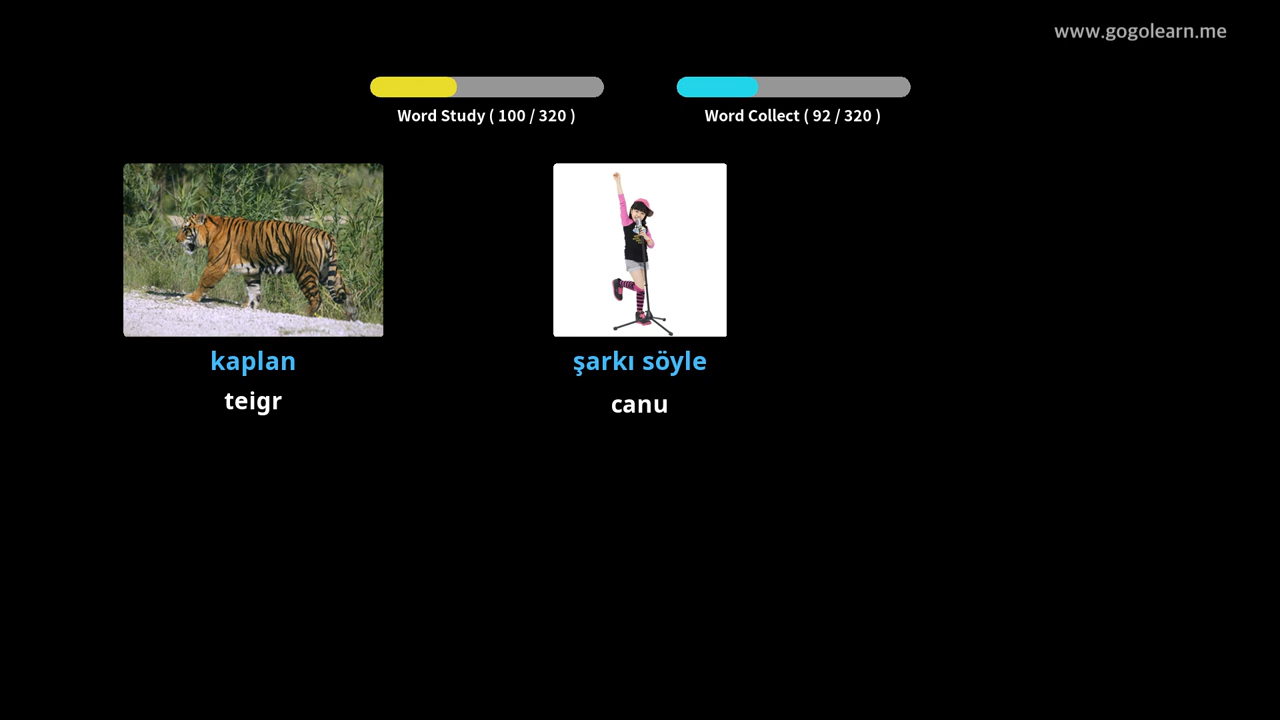 www.gogolearn.me
Word Study ( 100 / 320 )
Word Collect ( 92 / 320 )
kaplan
teigr
şarkı söyle
canu